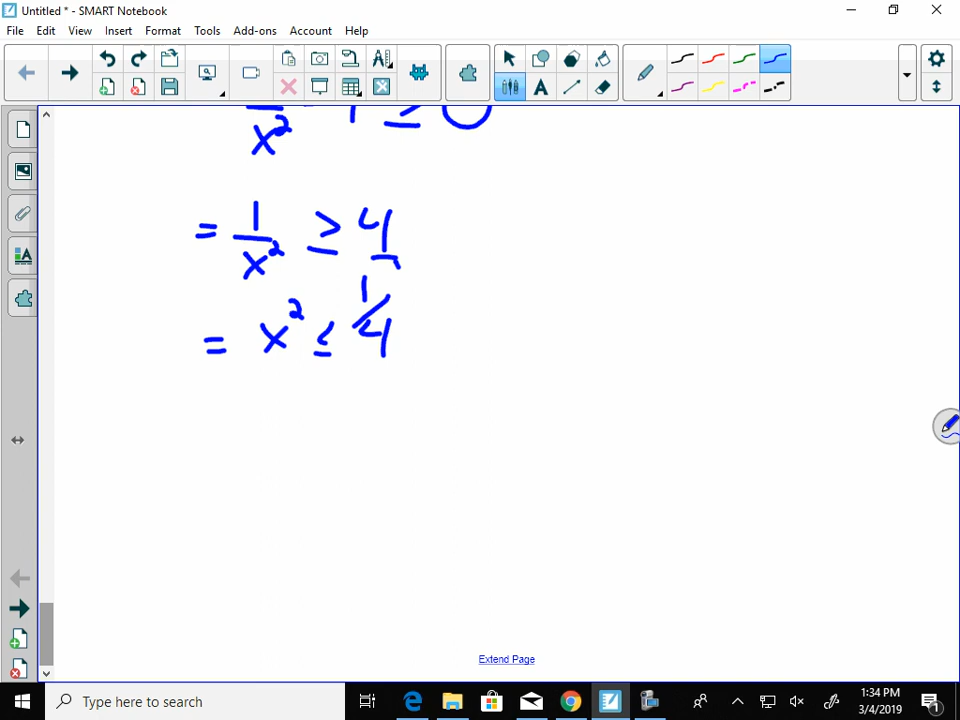 Untitled * - SMART Notebook
File Edit View Insert Format Tools Add-ons Account Help
= 1/x² ≥ 4
= x² ≤ 1/4
Extend Page
Type here to search
1:34 PM
3/4/2019